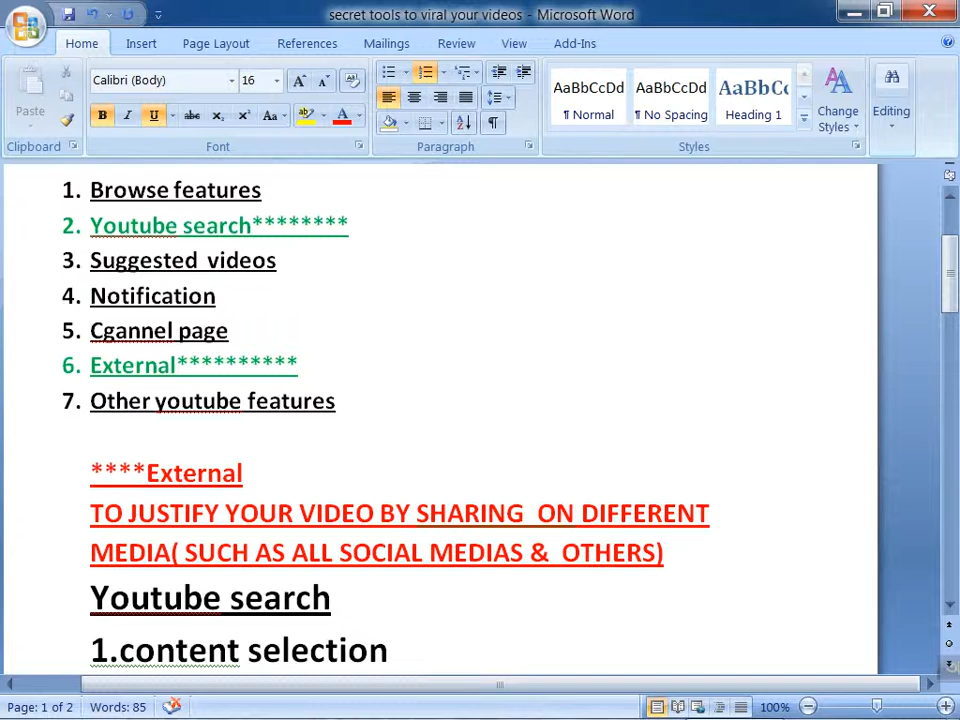 secret tools to viral your videos - Microsoft Word
Home Insert Page Layout References Mailings Review View Add-Ins
Paste
Calibri (Body) 16
AaBbCcDd AaBbCcDd AaBbCc
¶ Normal ¶ No Spacing Heading 1
Change Styles
Editing
Clipboard Font Paragraph Styles
1. Browse features
2. Youtube search********
3. Suggested videos
4. Notification
5. Cgannel page
6. External**********
7. Other youtube features
****External
TO JUSTIFY YOUR VIDEO BY SHARING ON DIFFERENT
MEDIA( SUCH AS ALL SOCIAL MEDIAS & OTHERS)
Youtube search
1.content selection
Page: 1 of 2 Words: 85 100%